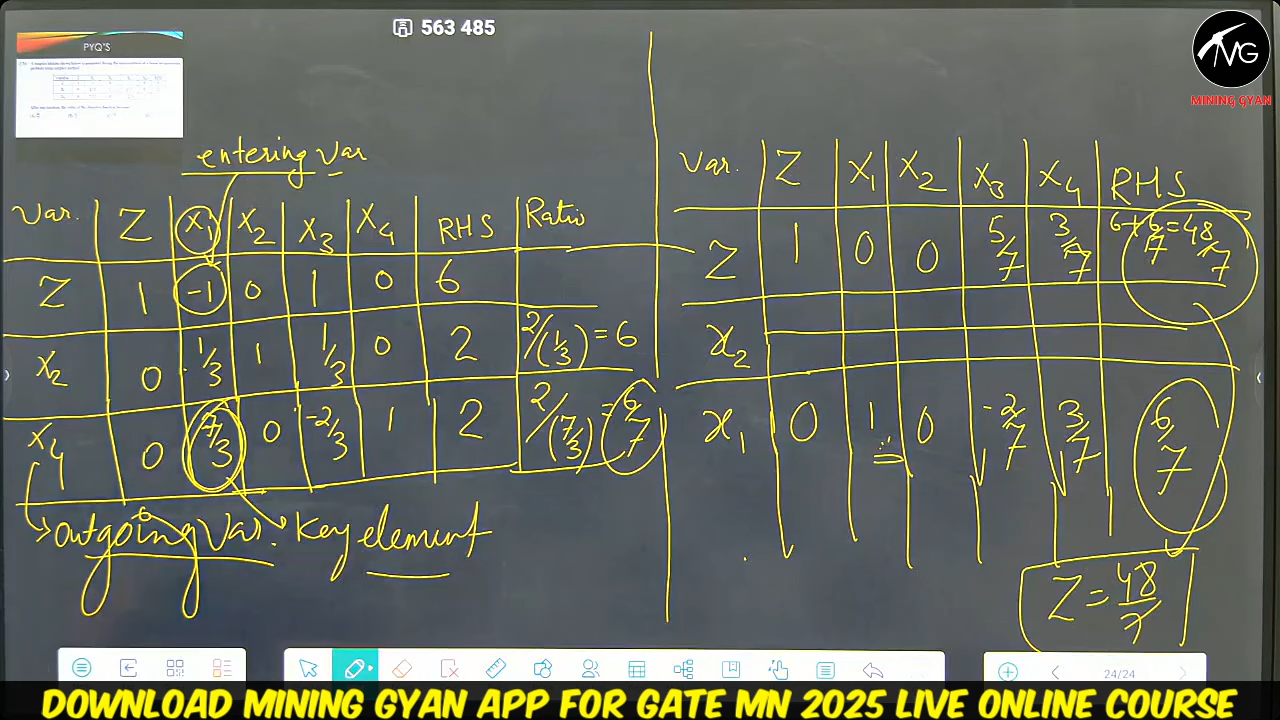 563 485
PYQ'S
MINING GYAN
entering Var
Var. Z X1 X2 X3 X4 RHS Ratio
Z 1 -1 0 1 0 6
X2 0 1/3 1 1/3 0 2 2/(1/3) = 6
X4 0 7/3 0 -2/3 1 2 2/(7/3) = 6/7
Outgoing Var. Key element
Var. Z X1 X2 X3 X4 RHS
Z 1 0 0 5/7 3/7 6+6/7=48/7
x2
x1 0 1 0 -2/7 3/7 6/7
Z = 48/7
24/24
DOWNLOAD MINING GYAN APP FOR GATE MN 2025 LIVE ONLINE COURSE